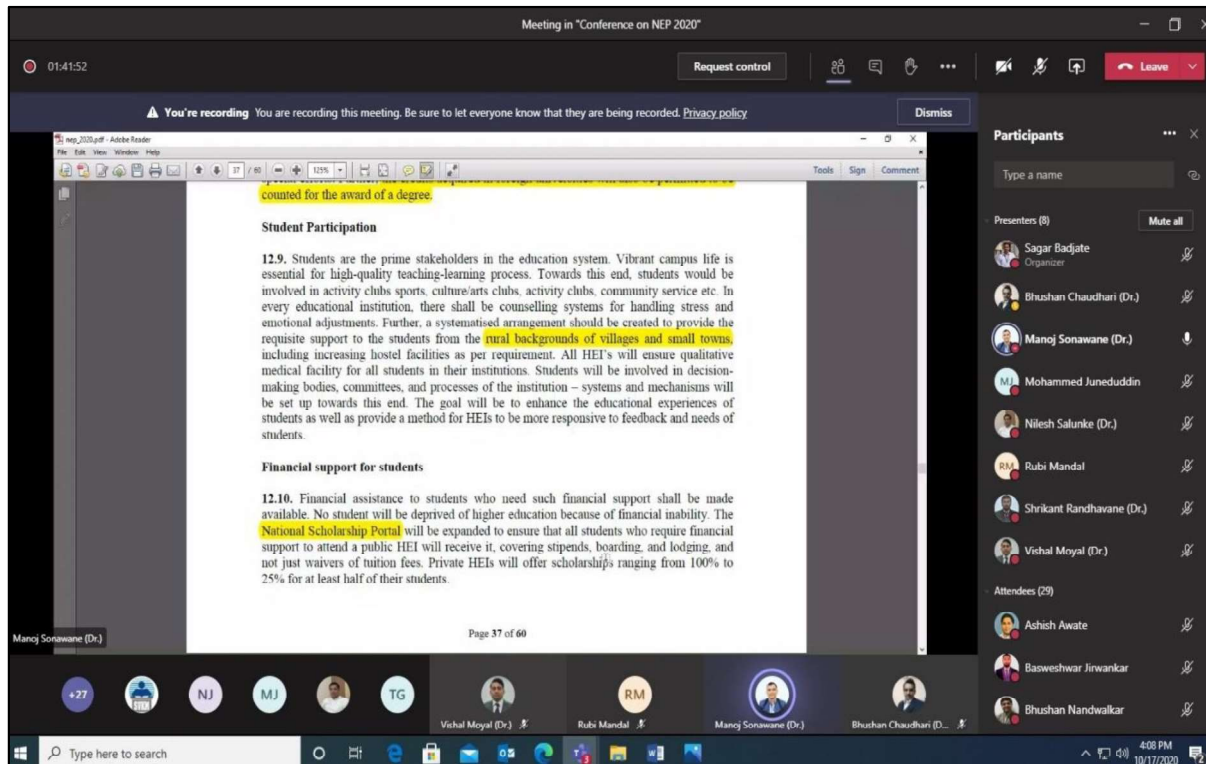 Meeting in "Conference on NEP 2020"
01:41:52
Request control
Leave
You're recording You are recording this meeting. Be sure to let everyone know that they are being recorded. Privacy policy
Dismiss
nep_2020.pdf - Adobe Reader
File Edit View Window Help
37 / 60
125%
Tools Sign Comment
counted for the award of a degree.
Student Participation
12.9. Students are the prime stakeholders in the education system. Vibrant campus life is
essential for high-quality teaching-learning process. Towards this end, students would be
involved in activity clubs sports, culture/arts clubs, activity clubs, community service etc. In
every educational institution, there shall be counselling systems for handling stress and
emotional adjustments. Further, a systematised arrangement should be created to provide the
requisite support to the students from the rural backgrounds of villages and small towns,
including increasing hostel facilities as per requirement. All HEI's will ensure qualitative
medical facility for all students in their institutions. Students will be involved in decision-
making bodies, committees, and processes of the institution – systems and mechanisms will
be set up towards this end. The goal will be to enhance the educational experiences of
students as well as provide a method for HEIs to be more responsive to feedback and needs of
students.
Financial support for students
12.10. Financial assistance to students who need such financial support shall be made
available. No student will be deprived of higher education because of financial inability. The
National Scholarship Portal will be expanded to ensure that all students who require financial
support to attend a public HEI will receive it, covering stipends, boarding, and lodging, and
not just waivers of tuition fees. Private HEIs will offer scholarships ranging from 100% to
25% for at least half of their students.
Page 37 of 60
Manoj Sonawane (Dr.)
Participants
Type a name
Presenters (8)
Mute all
Sagar Badjate
Organizer
Bhushan Chaudhari (Dr.)
Manoj Sonawane (Dr.)
MJ
Mohammed Juneduddin
Nilesh Salunke (Dr.)
RM
Rubi Mandal
Shrikant Randhavane (Dr.)
Vishal Moyal (Dr.)
Attendees (29)
Ashish Awate
Basweshwar Jirwankar
Bhushan Nandwalkar
+27
NJ
MJ
TG
Vishal Moyal (Dr.)
RM
Rubi Mandal
Manoj Sonawane (Dr.)
Bhushan Chaudhari (D...
Type here to search
4:08 PM
10/17/2020